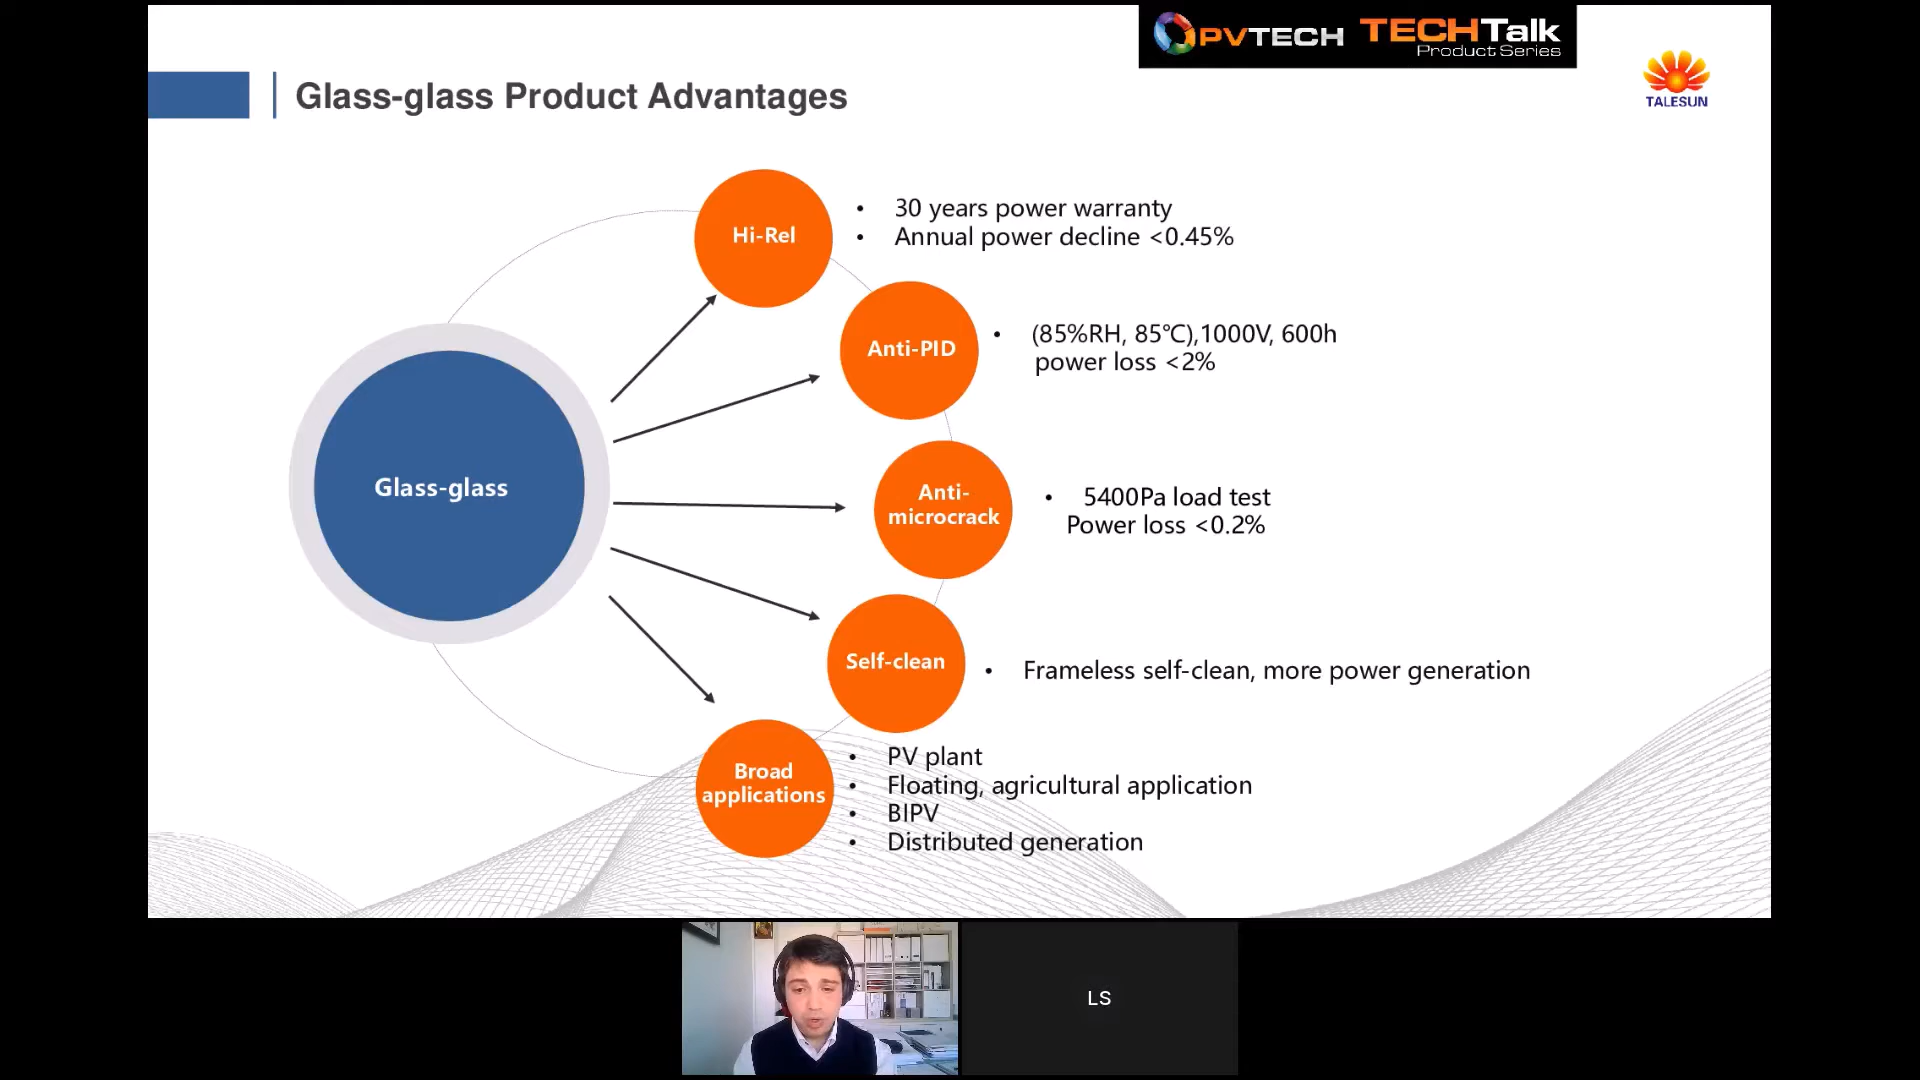 PVTECH TECHTalk
Product Series
TALESUN
Glass-glass Product Advantages
Hi-Rel
• 30 years power warranty
• Annual power decline <0.45%
Anti-PID
• (85%RH, 85℃),1000V, 600h
power loss <2%
Glass-glass
Anti-
microcrack
• 5400Pa load test
Power loss <0.2%
Self-clean
• Frameless self-clean, more power generation
Broad
applications
• PV plant
• Floating, agricultural application
• BIPV
• Distributed generation
LS